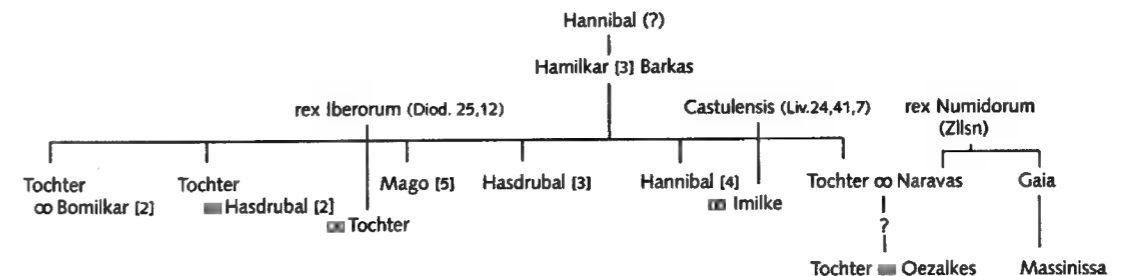 Hannibal (?)
Hamilkar [3] Barkas
rex Iberorum (Diod. 25,12)
Castulensis (Liv.24,41,7)
rex Numidorum
(Zllsn)
Tochter
∞ Bomilkar [2]
Tochter
Hasdrubal [2]
Tochter
Mago [5]
Hasdrubal [3]
Hannibal [4]
∞ Imilke
Tochter ∞ Naravas
Gaia
?
Tochter Oezalkes
Massinissa